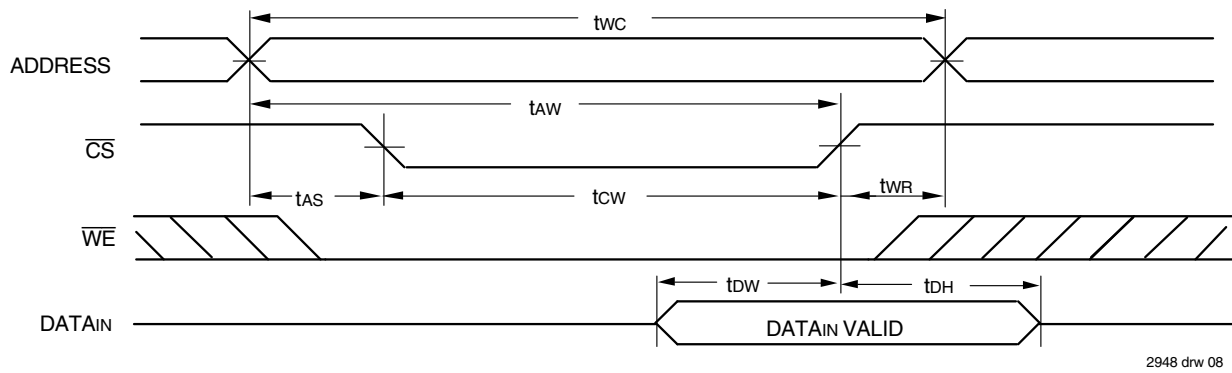 tWC
ADDRESS
tAW
CS
tAS
tCW
tWR
WE
tDW
tDH
DATAIN
DATAIN VALID
2948 drw 08